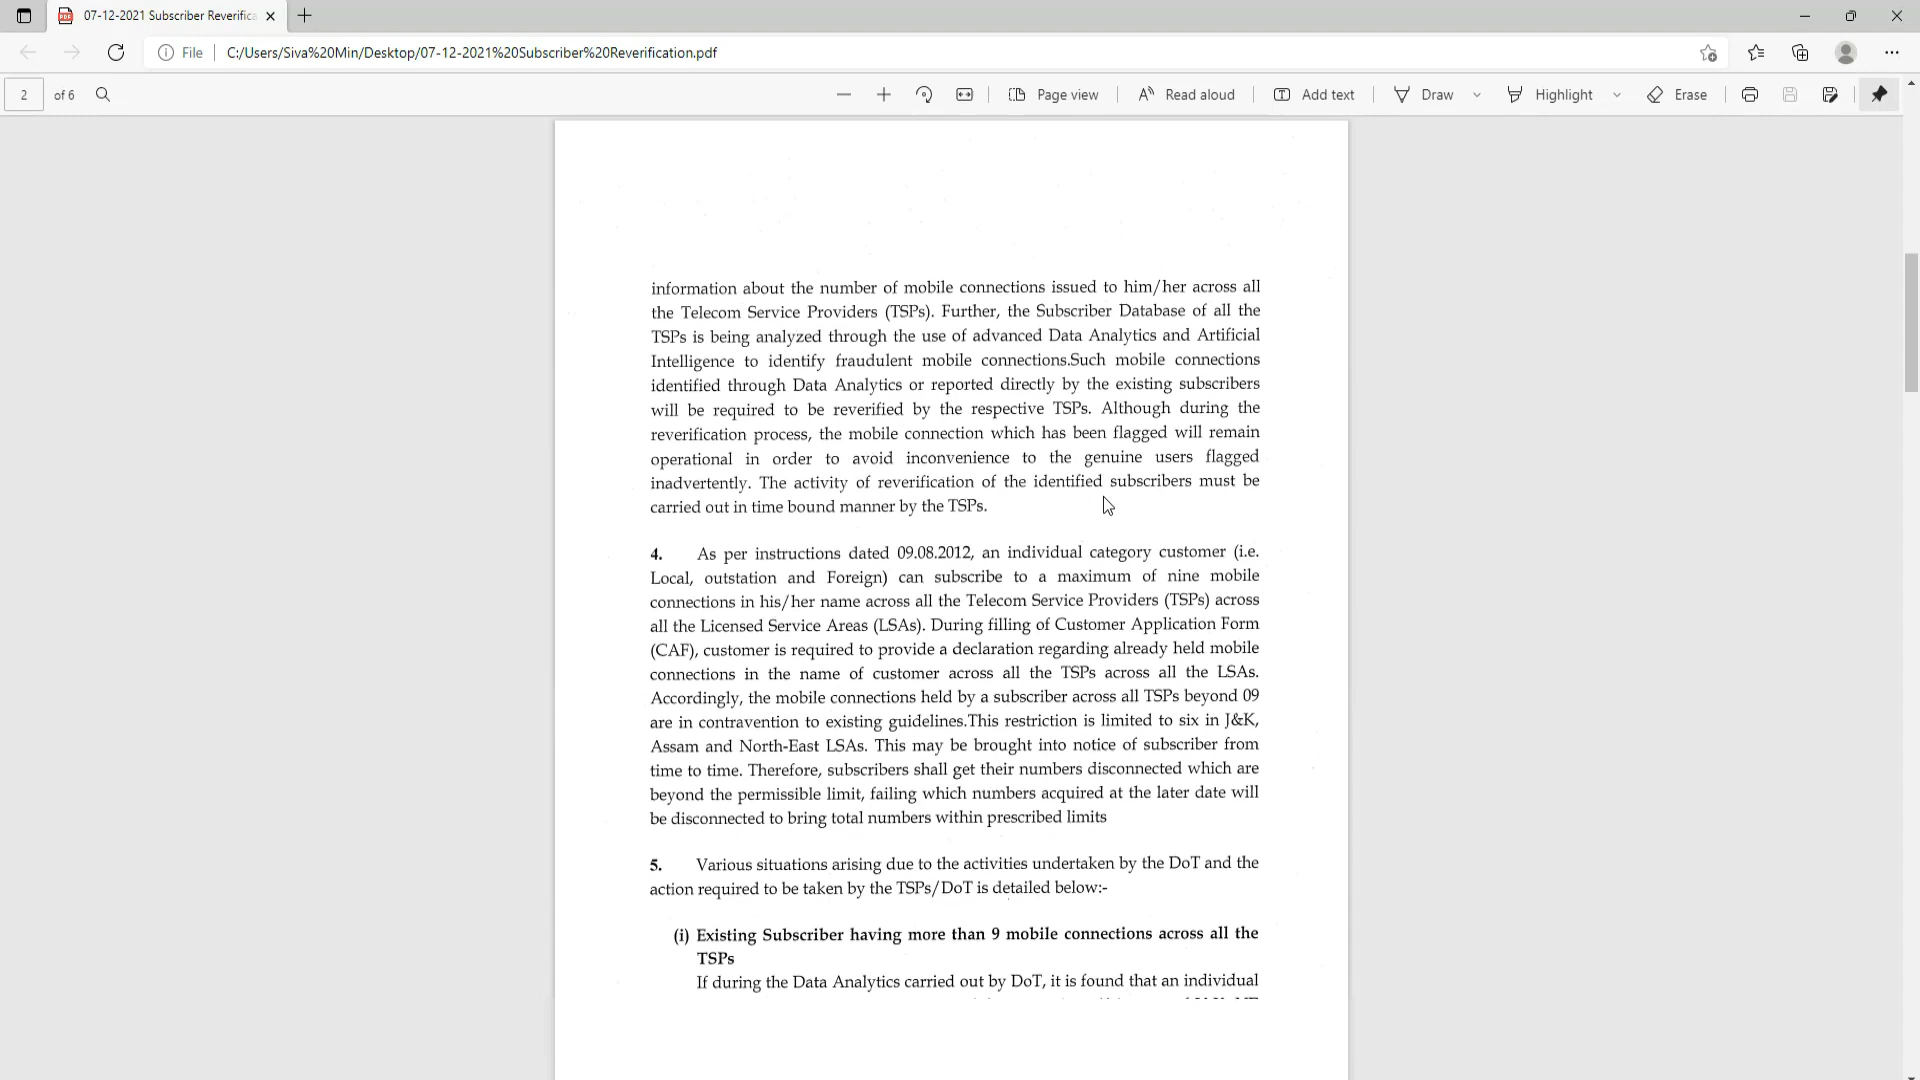 07-12-2021 Subscriber Reverifica
File C:/Users/Siva%20Min/Desktop/07-12-2021%20Subscriber%20Reverification.pdf
2 of 6 Page view Read aloud Add text Draw Highlight Erase
information about the number of mobile connections issued to him/her across all
the Telecom Service Providers (TSPs). Further, the Subscriber Database of all the
TSPs is being analyzed through the use of advanced Data Analytics and Artificial
Intelligence to identify fraudulent mobile connections.Such mobile connections
identified through Data Analytics or reported directly by the existing subscribers
will be required to be reverified by the respective TSPs. Although during the
reverification process, the mobile connection which has been flagged will remain
operational in order to avoid inconvenience to the genuine users flagged
inadvertently. The activity of reverification of the identified subscribers must be
carried out in time bound manner by the TSPs.
4. As per instructions dated 09.08.2012, an individual category customer (i.e.
Local, outstation and Foreign) can subscribe to a maximum of nine mobile
connections in his/her name across all the Telecom Service Providers (TSPs) across
all the Licensed Service Areas (LSAs). During filling of Customer Application Form
(CAF), customer is required to provide a declaration regarding already held mobile
connections in the name of customer across all the TSPs across all the LSAs.
Accordingly, the mobile connections held by a subscriber across all TSPs beyond 09
are in contravention to existing guidelines.This restriction is limited to six in J&K,
Assam and North-East LSAs. This may be brought into notice of subscriber from
time to time. Therefore, subscribers shall get their numbers disconnected which are
beyond the permissible limit, failing which numbers acquired at the later date will
be disconnected to bring total numbers within prescribed limits
5. Various situations arising due to the activities undertaken by the DoT and the
action required to be taken by the TSPs/DoT is detailed below:-
(i) Existing Subscriber having more than 9 mobile connections across all the
TSPs
If during the Data Analytics carried out by DoT, it is found that an individual